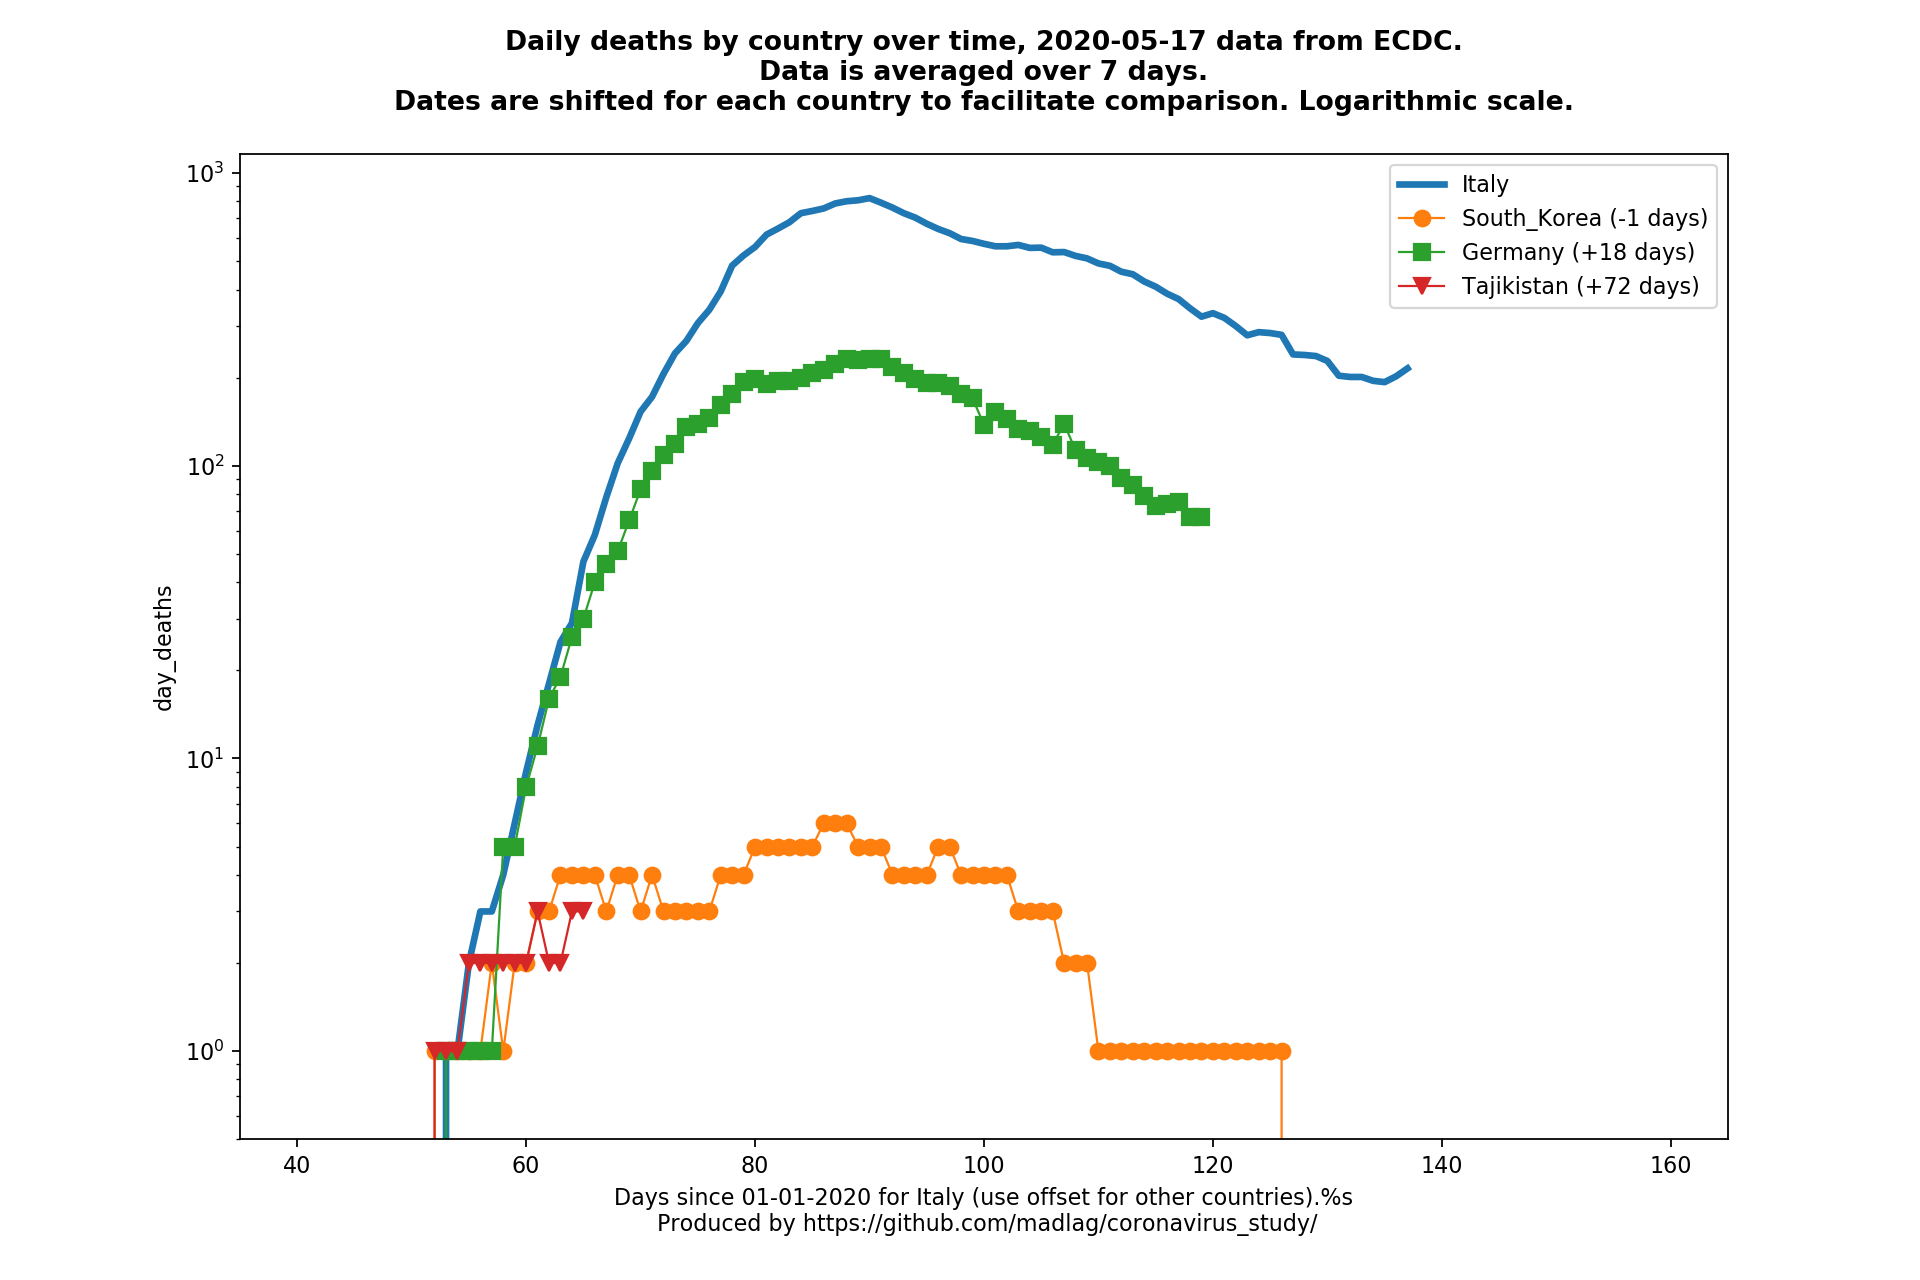 Daily deaths by country over time, 2020-05-17 data from ECDC.
Data is averaged over 7 days.
Dates are shifted for each country to facilitate comparison. Logarithmic scale.
10³
10²
10¹
10⁰
day_deaths
Italy
South_Korea (-1 days)
Germany (+18 days)
Tajikistan (+72 days)
40 60 80 100 120 140 160
Days since 01-01-2020 for Italy (use offset for other countries).%s
Produced by https://github.com/madlag/coronavirus_study/